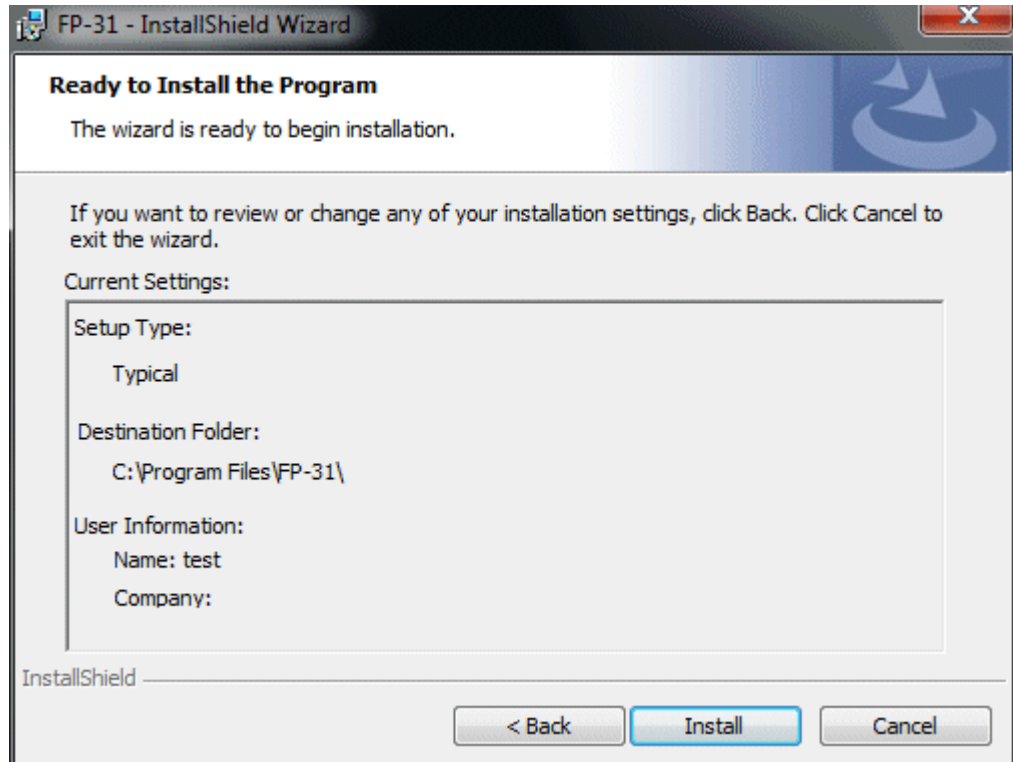 FP-31 - InstallShield Wizard
Ready to Install the Program
The wizard is ready to begin installation.
If you want to review or change any of your installation settings, click Back. Click Cancel to
exit the wizard.
Current Settings:
Setup Type:
Typical
Destination Folder:
C:\Program Files\FP-31\
User Information:
Name: test
Company:
InstallShield
< Back
Install
Cancel